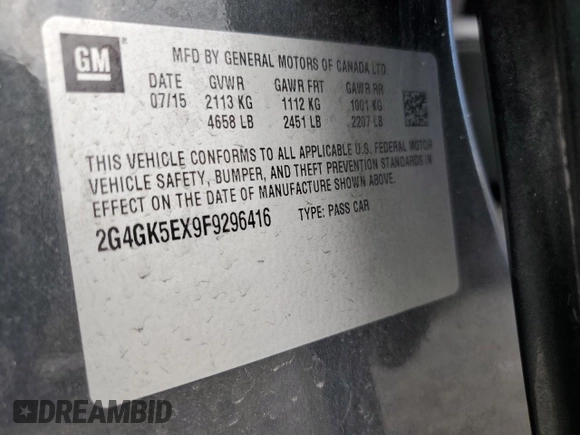 GM
MFD BY GENERAL MOTORS OF CANADA LTD.
DATE GVWR GAWR FRT GAWR RR
07/15 2113 KG 1112 KG 1001 KG
4658 LB 2451 LB 2207 LB
THIS VEHICLE CONFORMS TO ALL APPLICABLE U.S. FEDERAL MOTOR
VEHICLE SAFETY, BUMPER, AND THEFT PREVENTION STANDARDS IN
EFFECT ON THE DATE OF MANUFACTURE SHOWN ABOVE.
2G4GK5EX9F9296416 TYPE: PASS CAR
DREAMBID